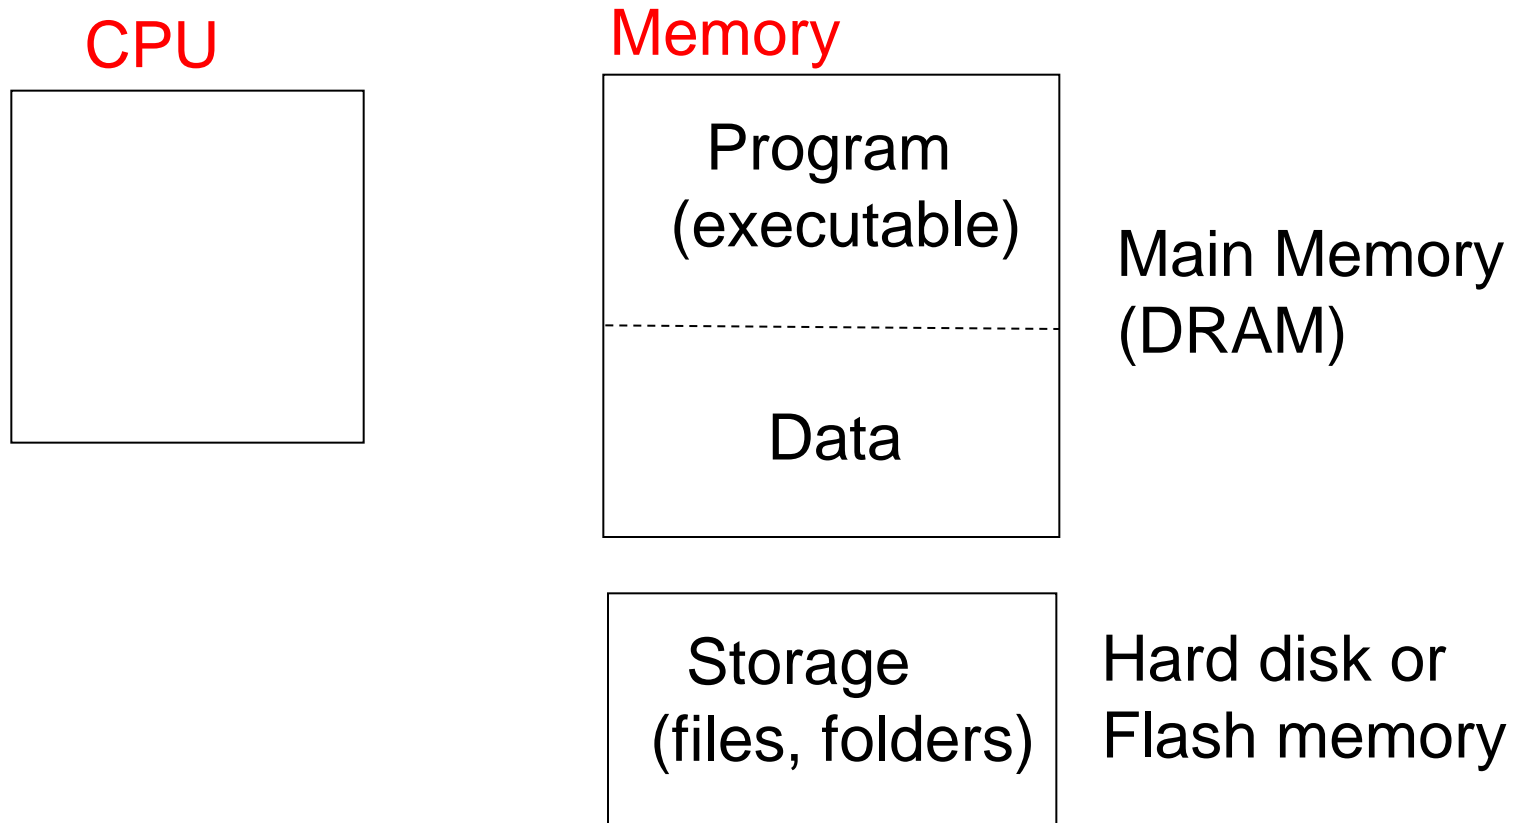 CPU
Memory
Program
(executable)
Main Memory
(DRAM)
Data
Storage
(files, folders)
Hard disk or
Flash memory